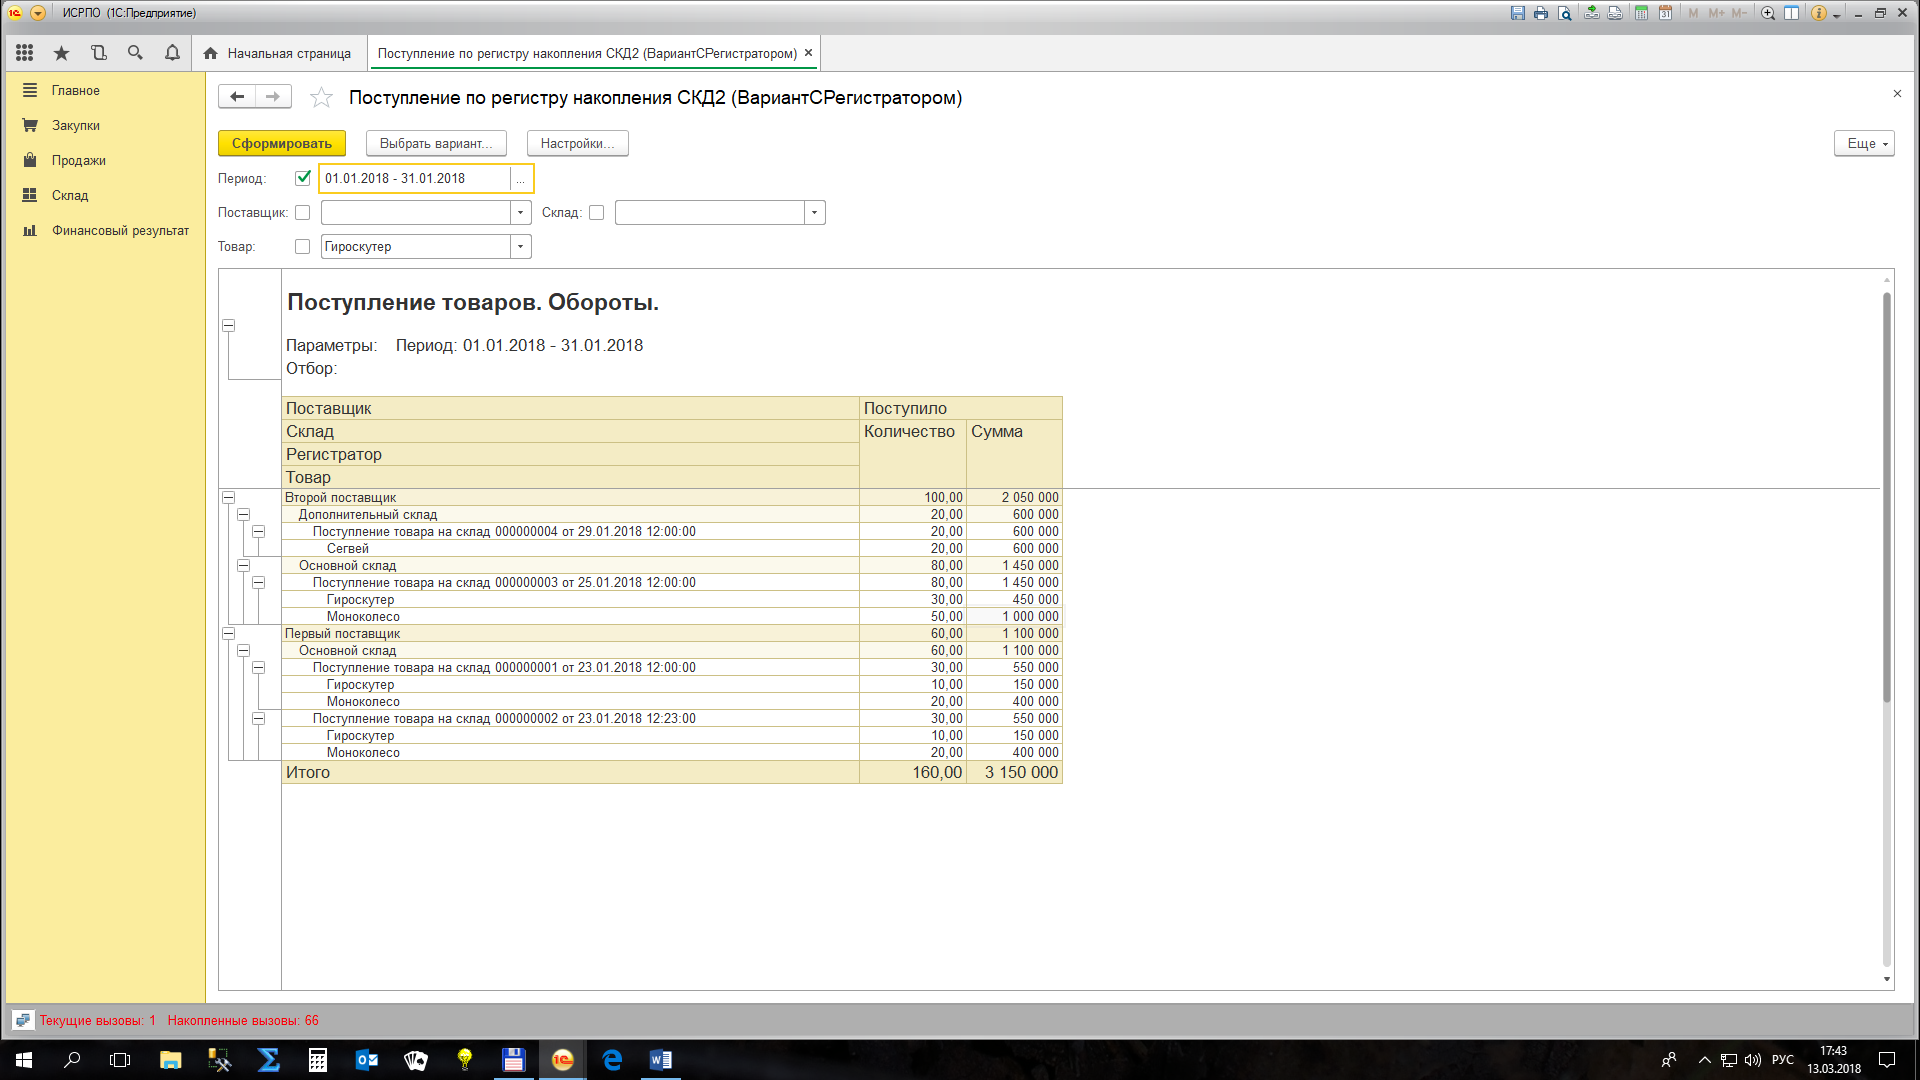 ИСРПО (1С:Предприятие)
M M+ M-
Начальная страница
Поступление по регистру накопления СКД2 (ВариантСРегистратором)
Главное
Закупки
Продажи
Склад
Финансовый результат
Поступление по регистру накопления СКД2 (ВариантСРегистратором)
Сформировать Выбрать вариант... Настройки... Еще
Период: 01.01.2018 - 31.01.2018 ...
Поставщик: Склад:
Товар: Гироскутер
Поступление товаров. Обороты.
Параметры: Период: 01.01.2018 - 31.01.2018
Отбор:
Поставщик Поступило
Склад Количество Сумма
Регистратор
Товар
Второй поставщик 100,00 2 050 000
Дополнительный склад 20,00 600 000
Поступление товара на склад 000000004 от 29.01.2018 12:00:00 20,00 600 000
Сегвей 20,00 600 000
Основной склад 80,00 1 450 000
Поступление товара на склад 000000003 от 25.01.2018 12:00:00 80,00 1 450 000
Гироскутер 30,00 450 000
Моноколесо 50,00 1 000 000
Первый поставщик 60,00 1 100 000
Основной склад 60,00 1 100 000
Поступление товара на склад 000000001 от 23.01.2018 12:00:00 30,00 550 000
Гироскутер 10,00 150 000
Моноколесо 20,00 400 000
Поступление товара на склад 000000002 от 23.01.2018 12:23:00 30,00 550 000
Гироскутер 10,00 150 000
Моноколесо 20,00 400 000
Итого 160,00 3 150 000
Текущие вызовы: 1 Накопленные вызовы: 66
РУС
17:43
13.03.2018